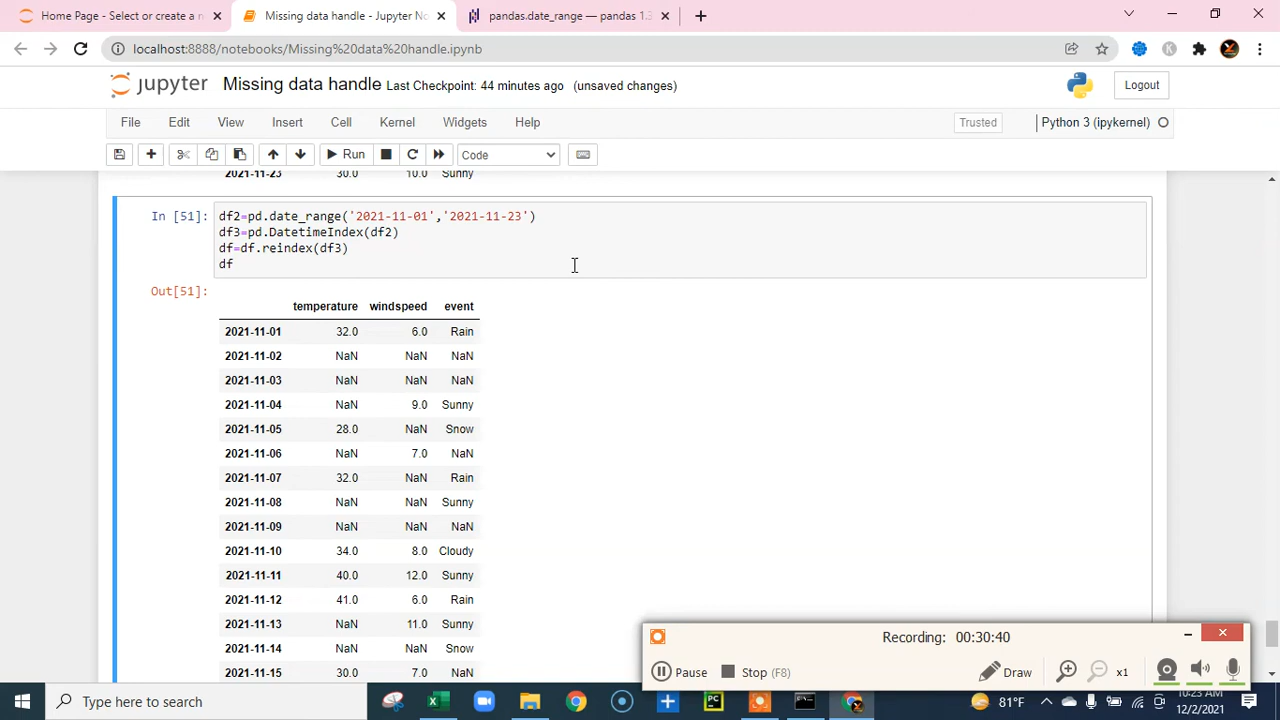 Home Page - Select or create a n
Missing data handle - Jupyter No
pandas.date_range — pandas 1.3
localhost:8888/notebooks/Missing%20data%20handle.ipynb
K
jupyter Missing data handle Last Checkpoint: 44 minutes ago (unsaved changes)
Logout
File Edit View Insert Cell Kernel Widgets Help
Trusted
Python 3 (ipykernel)
Run
Code
2021-11-23 30.0 10.0 Sunny
In [51]: df2=pd.date_range('2021-11-01','2021-11-23')
df3=pd.DatetimeIndex(df2)
df=df.reindex(df3)
df
Out[51]:
temperature windspeed event
2021-11-01 32.0 6.0 Rain
2021-11-02 NaN NaN NaN
2021-11-03 NaN NaN NaN
2021-11-04 NaN 9.0 Sunny
2021-11-05 28.0 NaN Snow
2021-11-06 NaN 7.0 NaN
2021-11-07 32.0 NaN Rain
2021-11-08 NaN NaN Sunny
2021-11-09 NaN NaN NaN
2021-11-10 34.0 8.0 Cloudy
2021-11-11 40.0 12.0 Sunny
2021-11-12 41.0 6.0 Rain
2021-11-13 NaN 11.0 Sunny
2021-11-14 NaN NaN Snow
2021-11-15 30.0 7.0 NaN
Recording: 00:30:40
Pause Stop (F8) Draw x1
Type here to search
PC
81°F
10:23 AM
12/2/2021